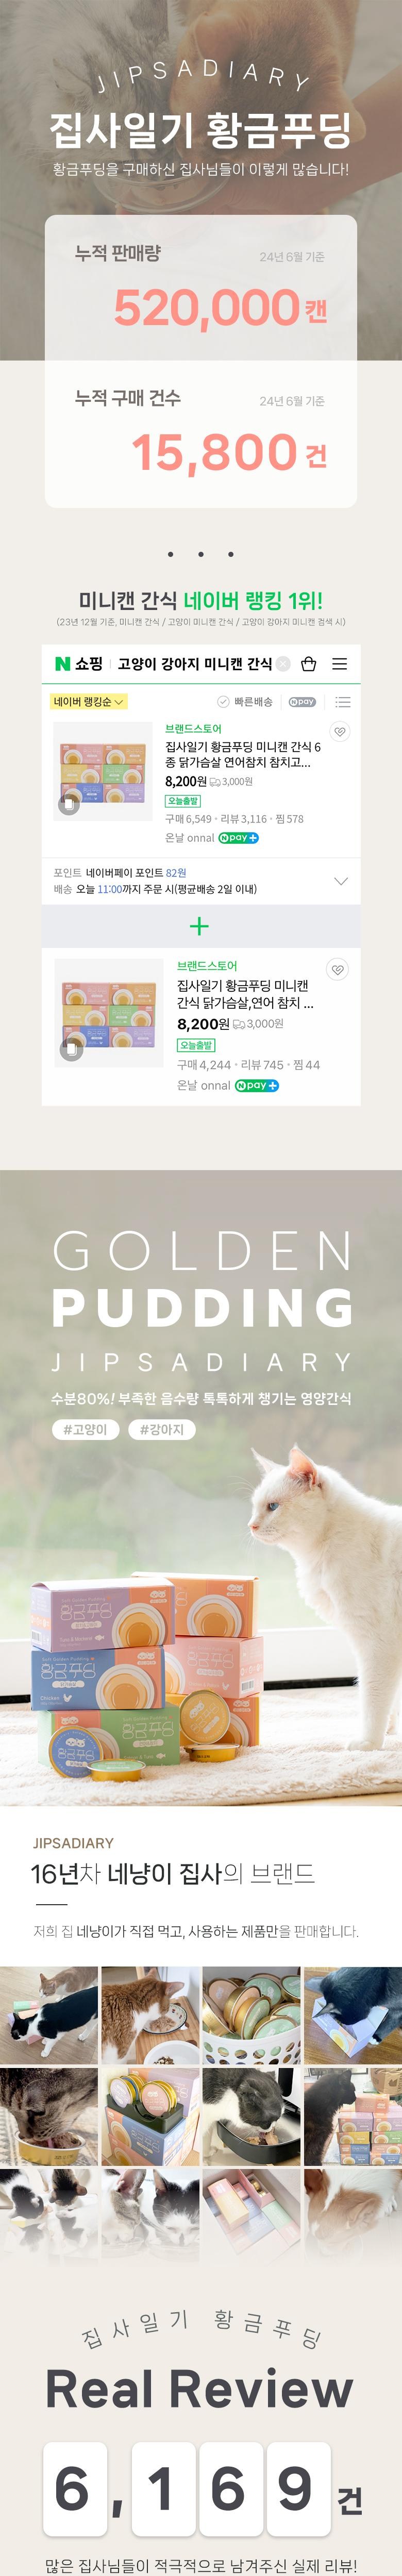 JIPSADIARY
집사일기 황금푸딩
황금푸딩을 구매하신 집사님들이 이렇게 많습니다!
누적 판매량 24년 6월 기준
520,000 캔
누적 구매 건수 24년 6월 기준
15,800 건
미니캔 간식 네이버 랭킹 1위!
(23년 12월 기준, 미니캔 간식 / 고양이 미니캔 간식 / 고양이 강아지 미니캔 검색 시)
N 쇼핑 고양이 강아지 미니캔 간식
네이버 랭킹순 빠른배송 N pay
브랜드스토어
집사일기 황금푸딩 미니캔 간식 6
종 닭가슴살 연어참치 참치고...
8,200원 3,000원
오늘출발
구매 6,549 · 리뷰 3,116 · 찜 578
온날 onnal N pay +
포인트 네이버페이 포인트 82원
배송 오늘 11:00까지 주문 시(평균배송 2일 이내)
+
브랜드스토어
집사일기 황금푸딩 미니캔
간식 닭가슴살,연어 참치 ...
8,200원 3,000원
오늘출발
구매 4,244 · 리뷰 745 · 찜 44
온날 onnal N pay +
GOLDEN
PUDDING
JIPSADIARY
수분80%! 부족한 음수량 톡톡하게 챙기는 영양간식
#고양이 #강아지
Soft Golden Pudding
황금푸딩
Soft Golden Pudding
황금푸딩
Chicken
JIPSADIARY
16년차 네냥이 집사의 브랜드
저희 집 네냥이가 직접 먹고, 사용하는 제품만을 판매합니다.
집사일기 황금푸딩
Real Review
6,169 건
많은 집사님들이 적극적으로 남겨주신 실제 리뷰!